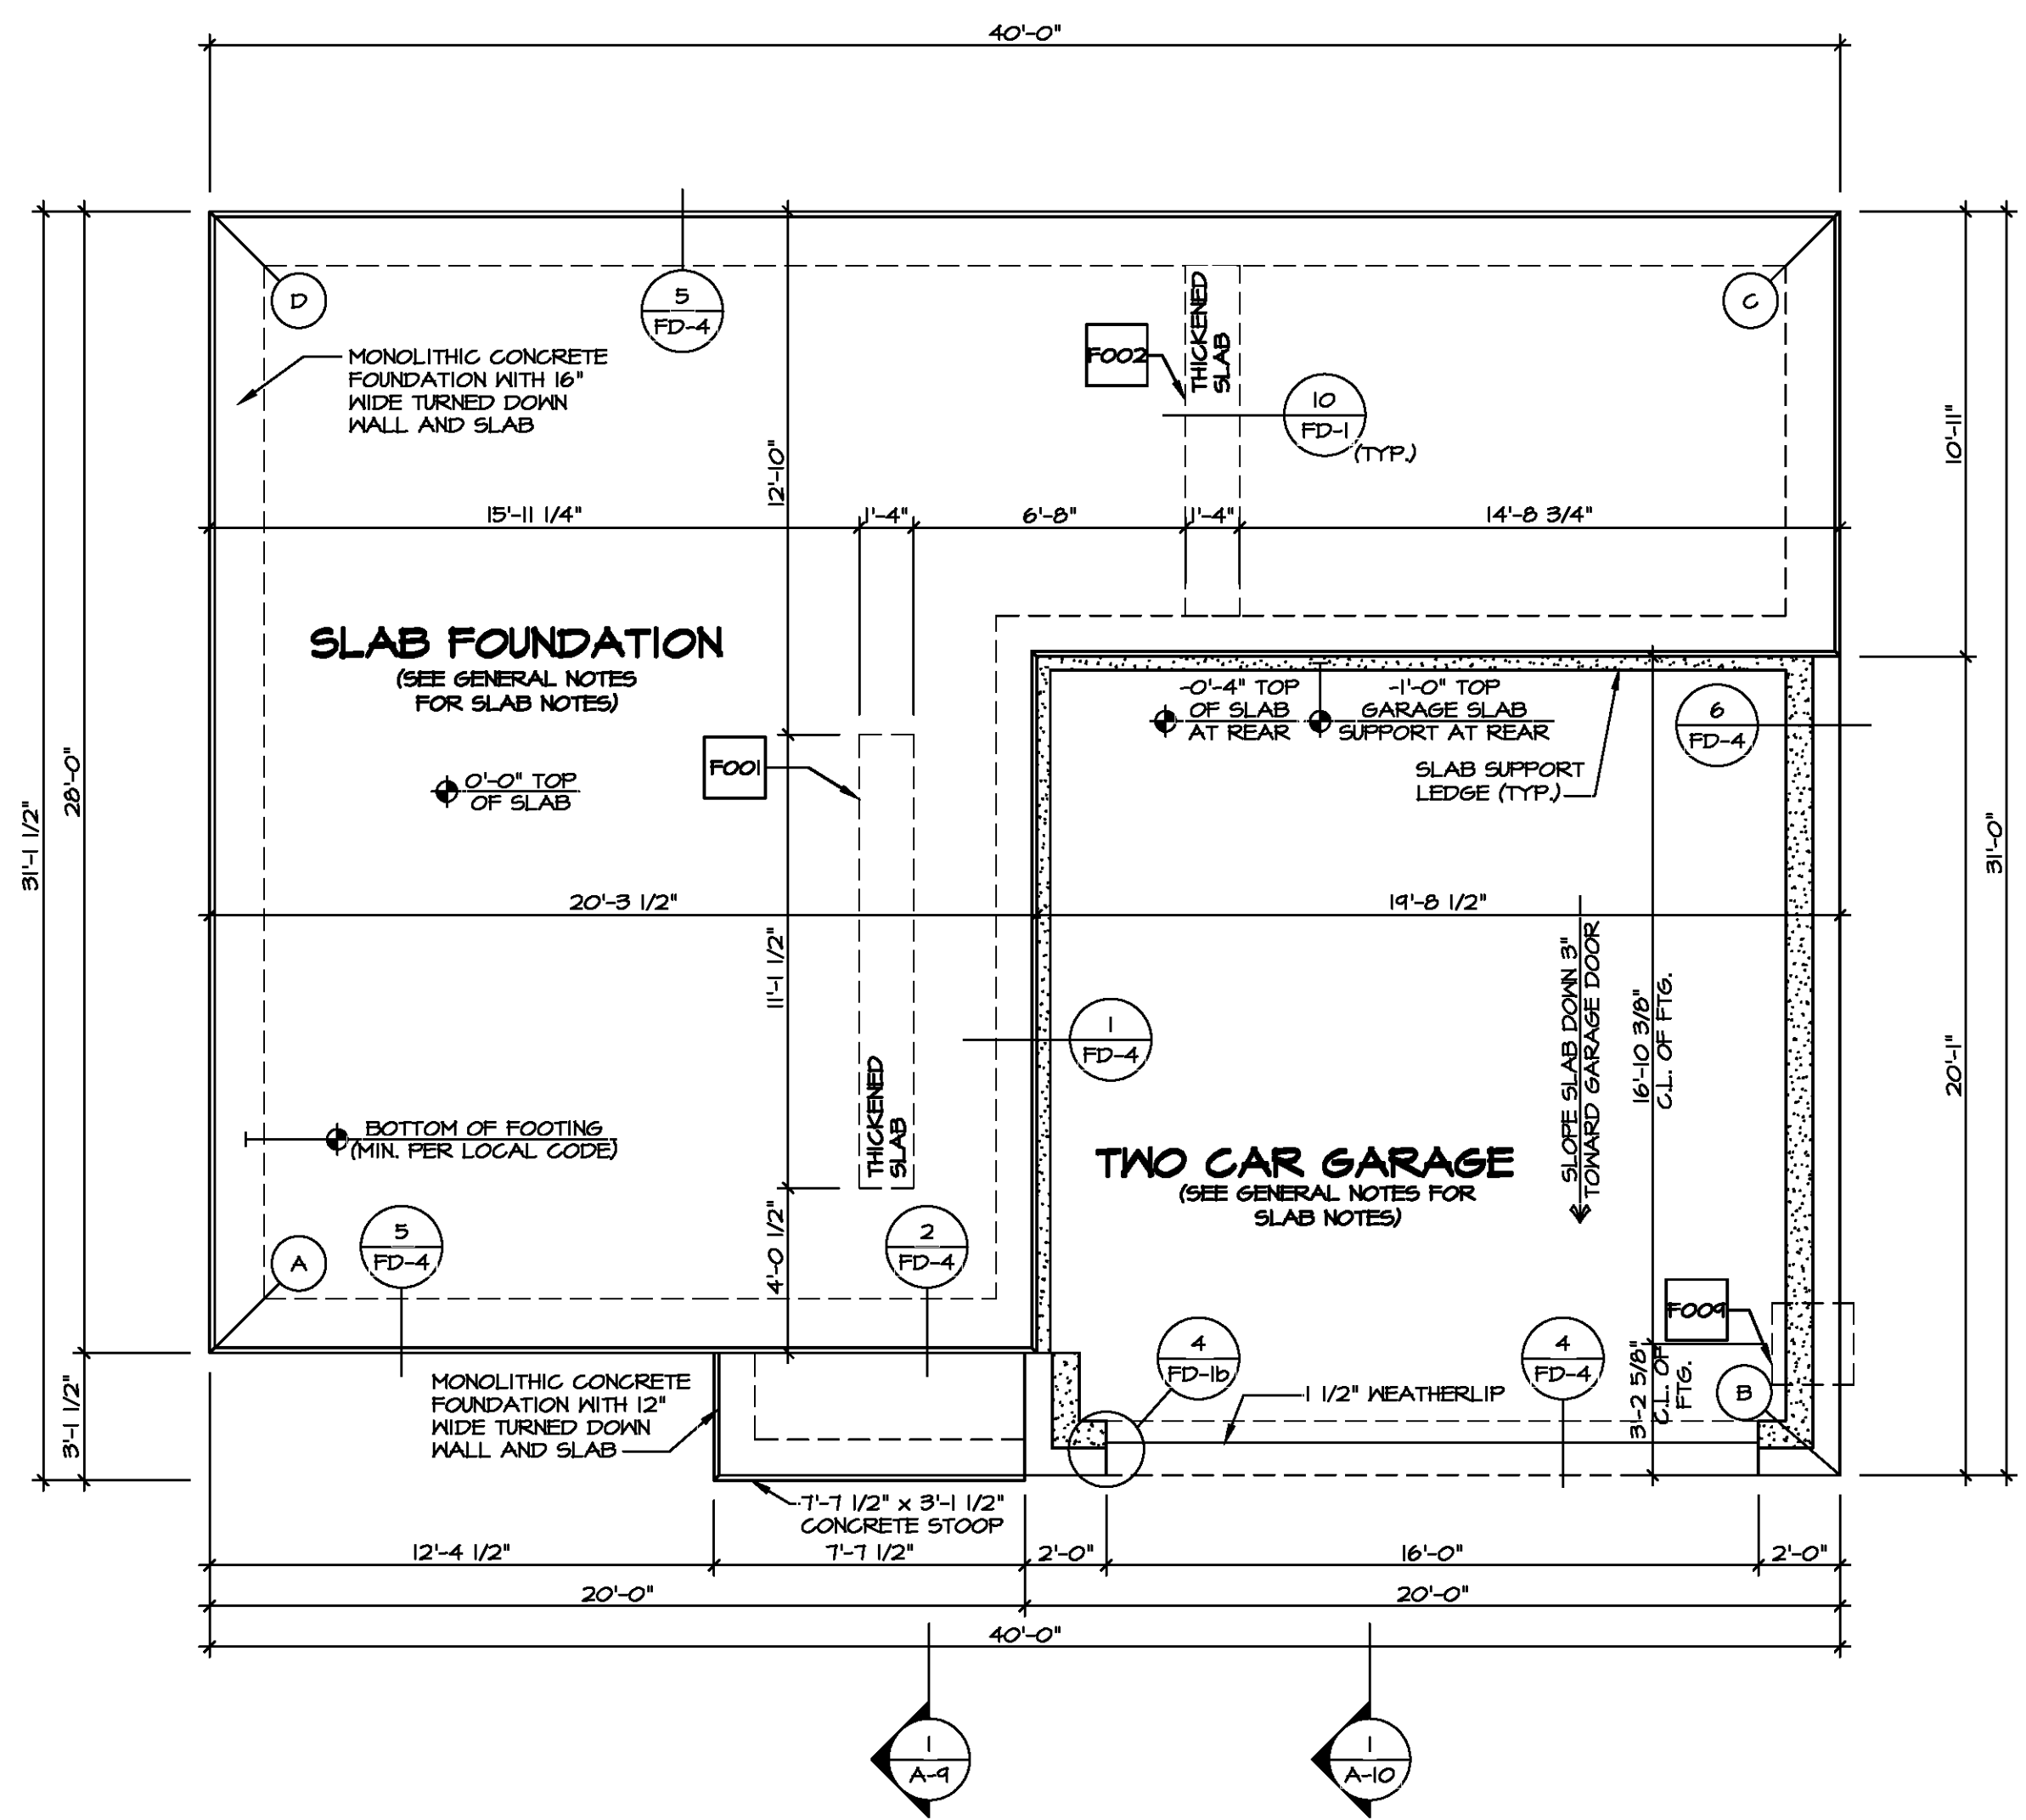 40'-0"
D
5
FD-4
C
MONOLITHIC CONCRETE
FOUNDATION WITH 16"
WIDE TURNED DOWN
WALL AND SLAB
F002
THICKENED
SLAB
10
FD-1
(TYP.)
12'-10"
10'-11"
15'-11 1/4"
1'-4"
6'-8"
1'-4"
14'-8 3/4"
SLAB FOUNDATION
(SEE GENERAL NOTES
FOR SLAB NOTES)
-0'-4" TOP
OF SLAB
AT REAR
-1'-0" TOP
GARAGE SLAB
SUPPORT AT REAR
6
FD-4
SLAB SUPPORT
LEDGE (TYP.)
F001
0'-0" TOP
OF SLAB
28'-0"
31'-1 1/2"
31'-0"
20'-3 1/2"
19'-8 1/2"
11'-1 1/2"
SLOPE SLAB DOWN 3"
TOWARD GARAGE DOOR
16'-10 3/8"
C.L. OF FTG.
20'-1"
1
FD-4
THICKENED
SLAB
BOTTOM OF FOOTING
(MIN. PER LOCAL CODE)
TWO CAR GARAGE
(SEE GENERAL NOTES FOR
SLAB NOTES)
A
5
FD-4
4'-0 1/2"
2
FD-4
F009
4
FD-1b
4
FD-4
3'-2 5/8"
C.L. OF
FTG.
B
1 1/2" WEATHERLIP
3'-1 1/2"
MONOLITHIC CONCRETE
FOUNDATION WITH 12"
WIDE TURNED DOWN
WALL AND SLAB
7'-7 1/2" x 3'-1 1/2"
CONCRETE STOOP
12'-4 1/2"
7'-7 1/2"
2'-0"
16'-0"
2'-0"
20'-0"
20'-0"
40'-0"
1
A-9
1
A-10